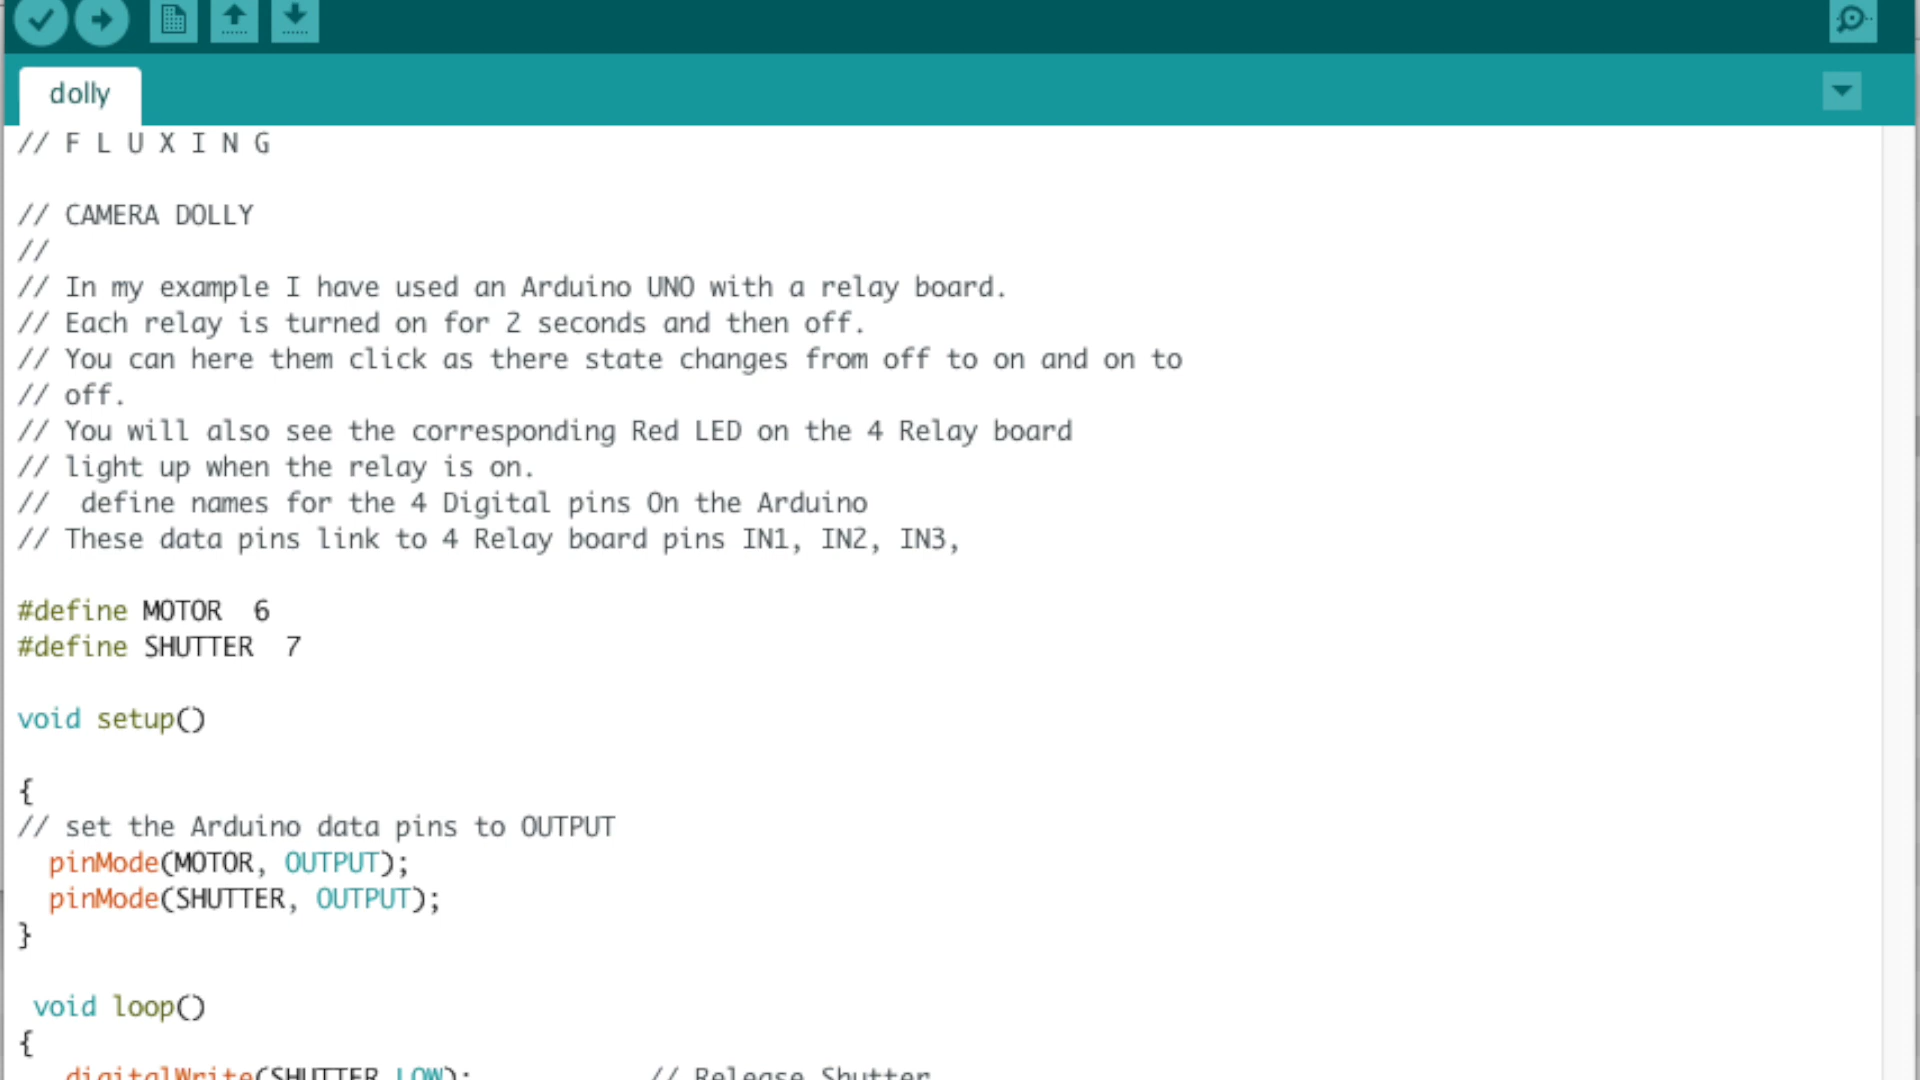 dolly
// F L U X I N G
// CAMERA DOLLY
//
// In my example I have used an Arduino UNO with a relay board.
// Each relay is turned on for 2 seconds and then off.
// You can here them click as there state changes from off to on and on to
// off.
// You will also see the corresponding Red LED on the 4 Relay board
// light up when the relay is on.
//  define names for the 4 Digital pins On the Arduino
// These data pins link to 4 Relay board pins IN1, IN2, IN3,
#define MOTOR  6
#define SHUTTER  7
void setup()
{
// set the Arduino data pins to OUTPUT
  pinMode(MOTOR, OUTPUT);
  pinMode(SHUTTER, OUTPUT);
}
 void loop()
{
   digitalWrite(SHUTTER,LOW);           // Release Shutter